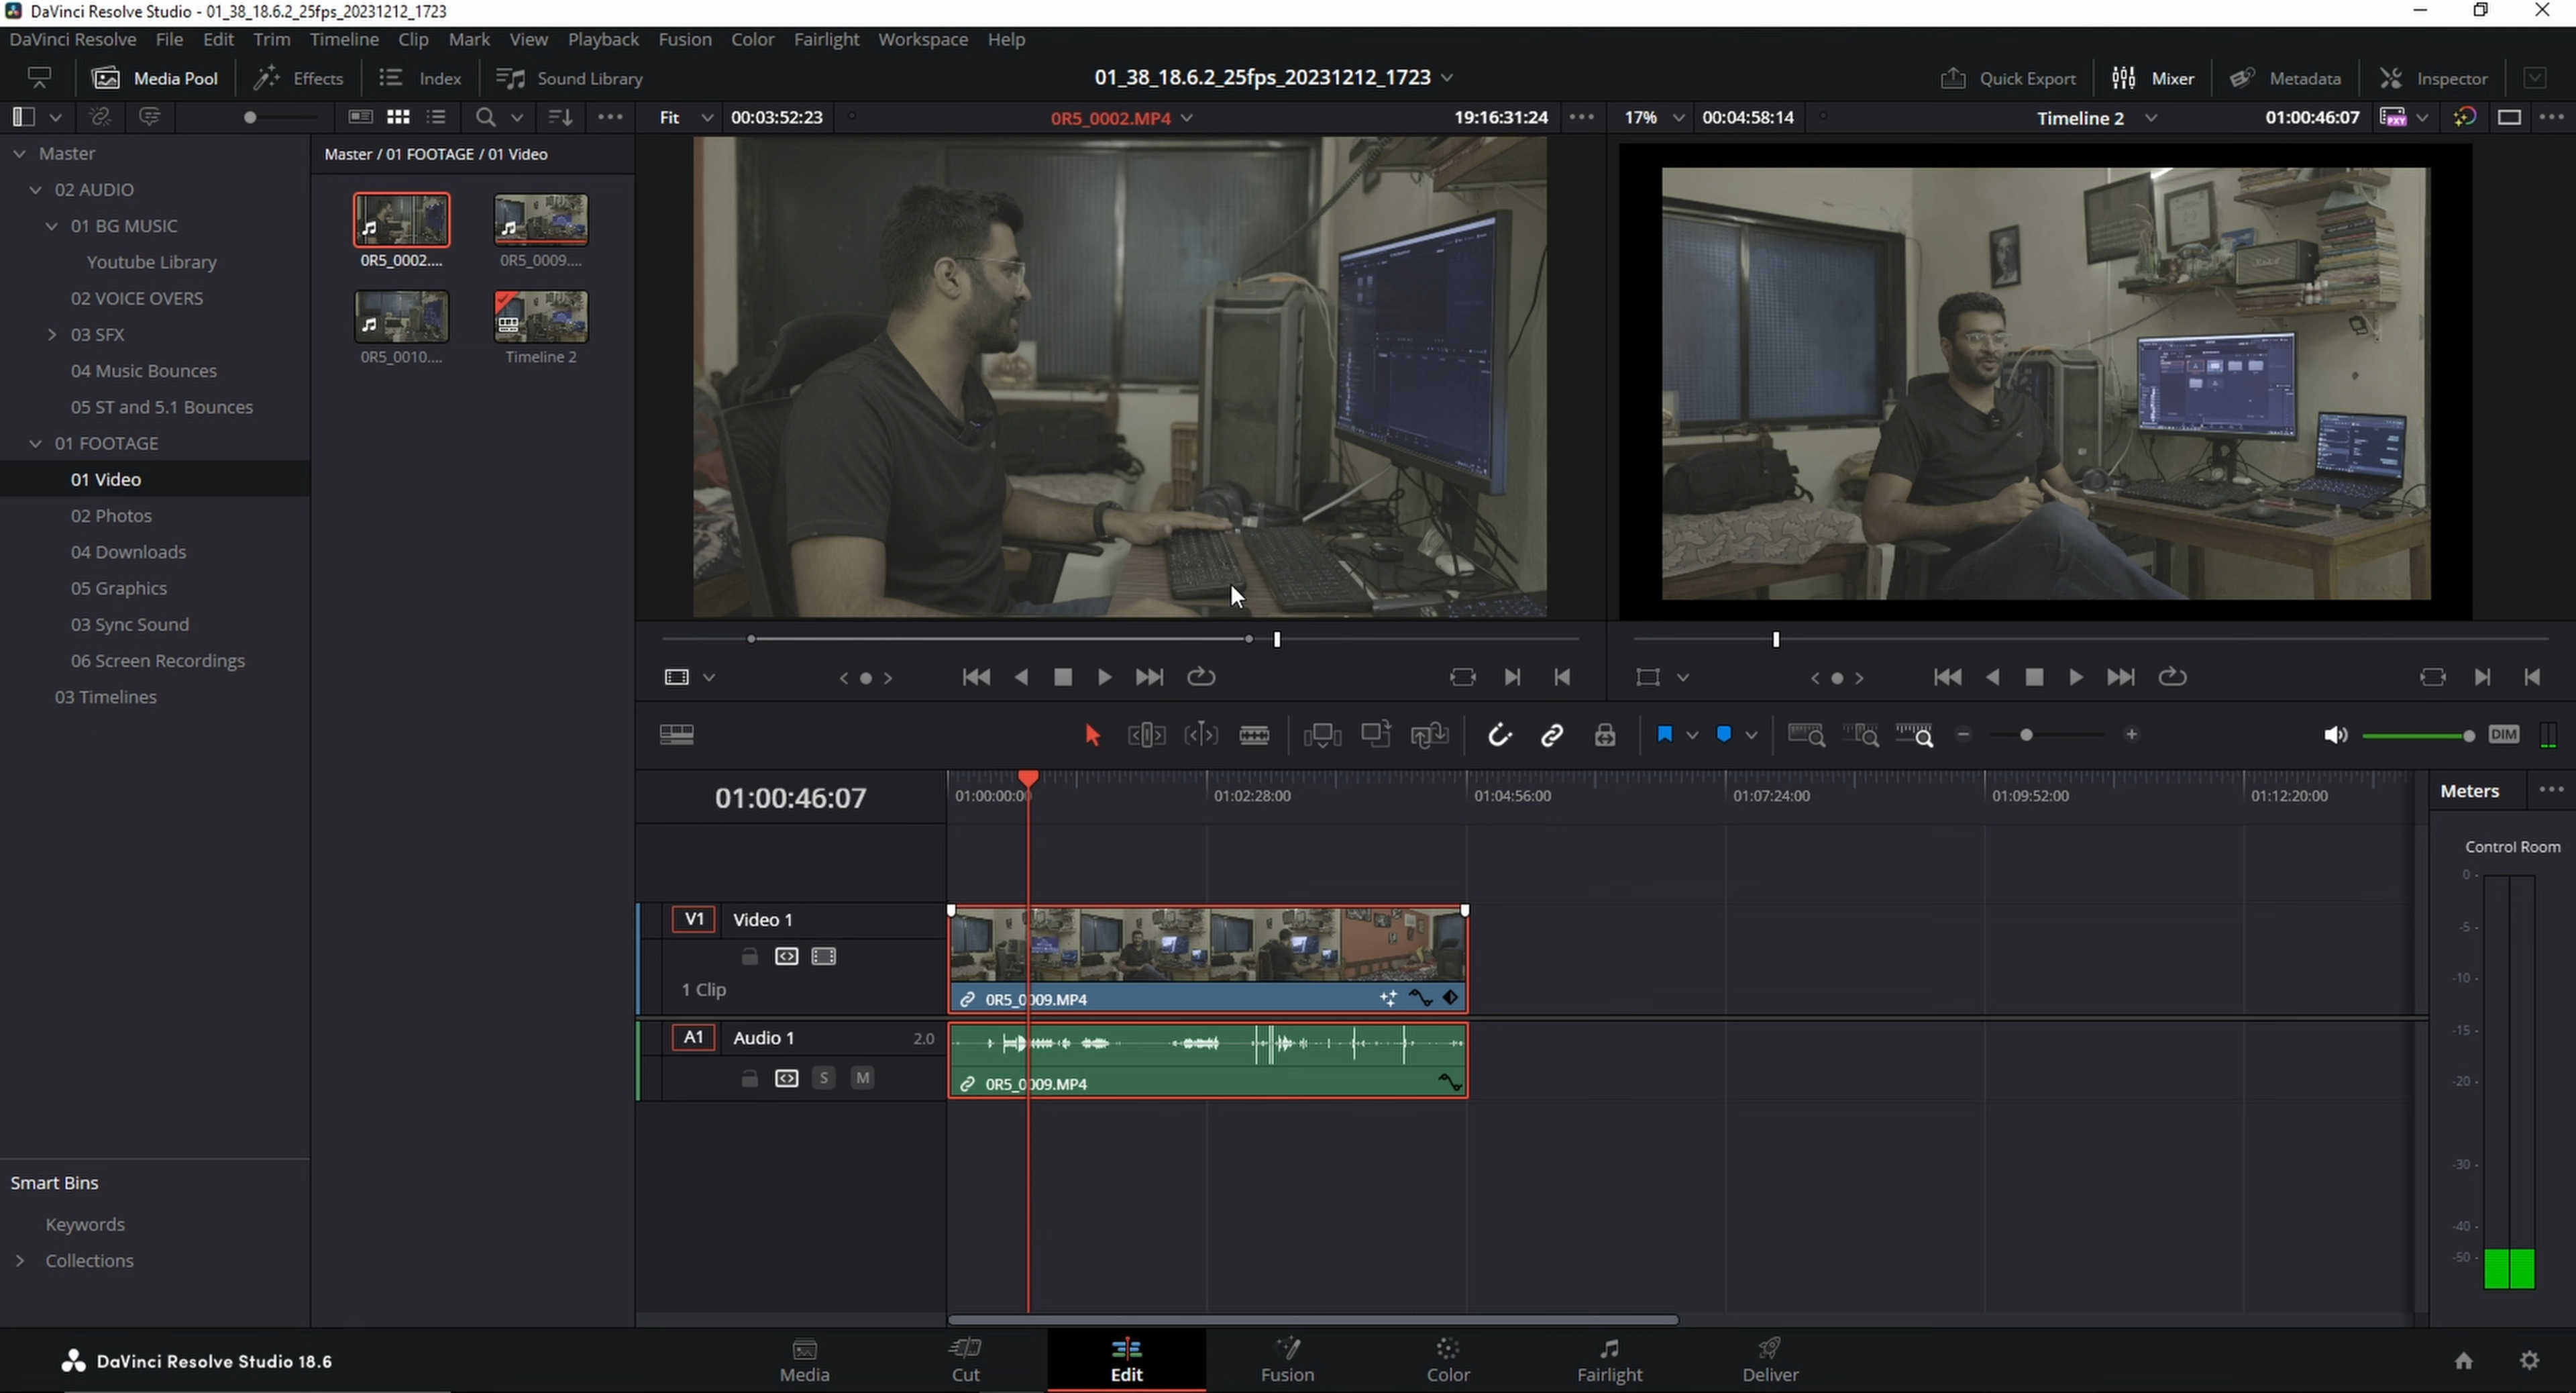 DaVinci Resolve Studio - 01_38_18.6.2_25fps_20231212_1723
DaVinci Resolve File Edit Trim Timeline Clip Mark View Playback Fusion Color Fairlight Workspace Help
Media Pool Effects Index Sound Library 01_38_18.6.2_25fps_20231212_1723 Quick Export Mixer Metadata Inspector
Fit 00:03:52:23 0R5_0002.MP4 19:16:31:24 17% 00:04:58:14 Timeline 2 01:00:46:07 PXY
Master
02 AUDIO
01 BG MUSIC
Youtube Library
02 VOICE OVERS
03 SFX
04 Music Bounces
05 ST and 5.1 Bounces
01 FOOTAGE
01 Video
02 Photos
04 Downloads
05 Graphics
03 Sync Sound
06 Screen Recordings
03 Timelines
Master / 01 FOOTAGE / 01 Video
0R5_0002.... 0R5_0009....
0R5_0010.... Timeline 2
DIM
01:00:46:07
01:00:00:00 01:02:28:00 01:04:56:00 01:07:24:00 01:09:52:00 01:12:20:00
V1 Video 1
1 Clip
0R5_0009.MP4
A1 Audio 1 2.0
S M
0R5_0009.MP4
Meters
Control Room
0
-5
-10
-15
-20
-30
-40
-50
Smart Bins
Keywords
Collections
DaVinci Resolve Studio 18.6
Media Cut Edit Fusion Color Fairlight Deliver